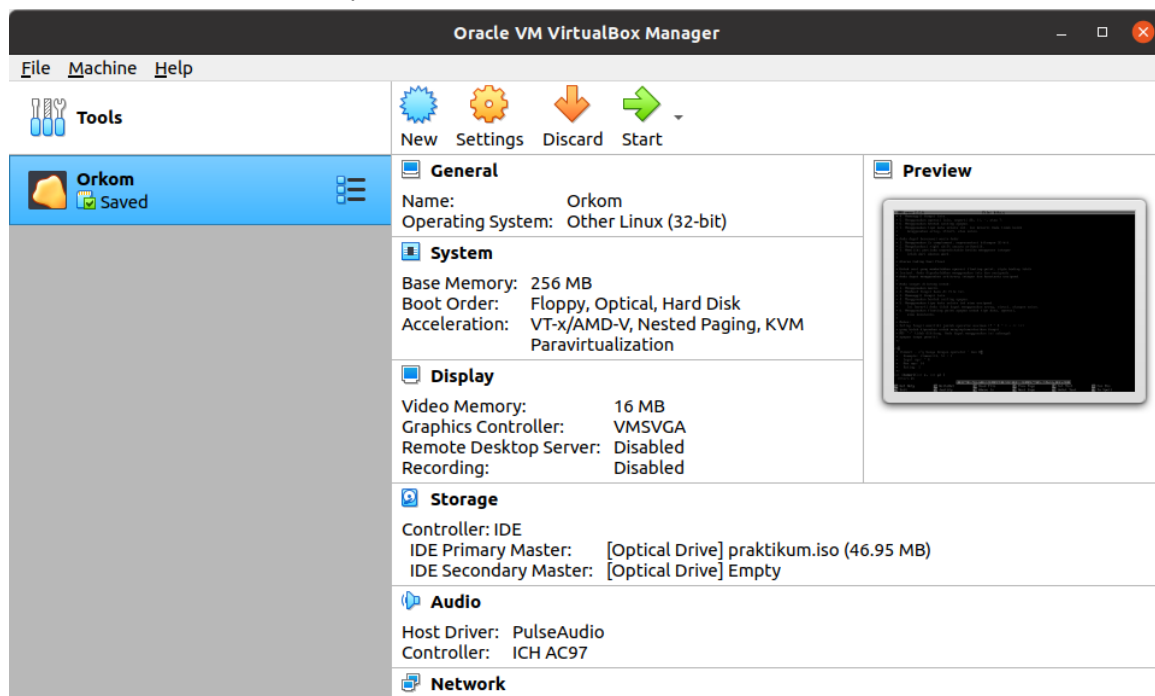 Oracle VM VirtualBox Manager
File Machine Help
Tools
New Settings Discard Start
Orkom
Saved
General
Name: Orkom
Operating System: Other Linux (32-bit)
System
Base Memory: 256 MB
Boot Order: Floppy, Optical, Hard Disk
Acceleration: VT-x/AMD-V, Nested Paging, KVM
Paravirtualization
Display
Video Memory: 16 MB
Graphics Controller: VMSVGA
Remote Desktop Server: Disabled
Recording: Disabled
Preview
Storage
Controller: IDE
IDE Primary Master: [Optical Drive] praktikum.iso (46.95 MB)
IDE Secondary Master: [Optical Drive] Empty
Audio
Host Driver: PulseAudio
Controller: ICH AC97
Network